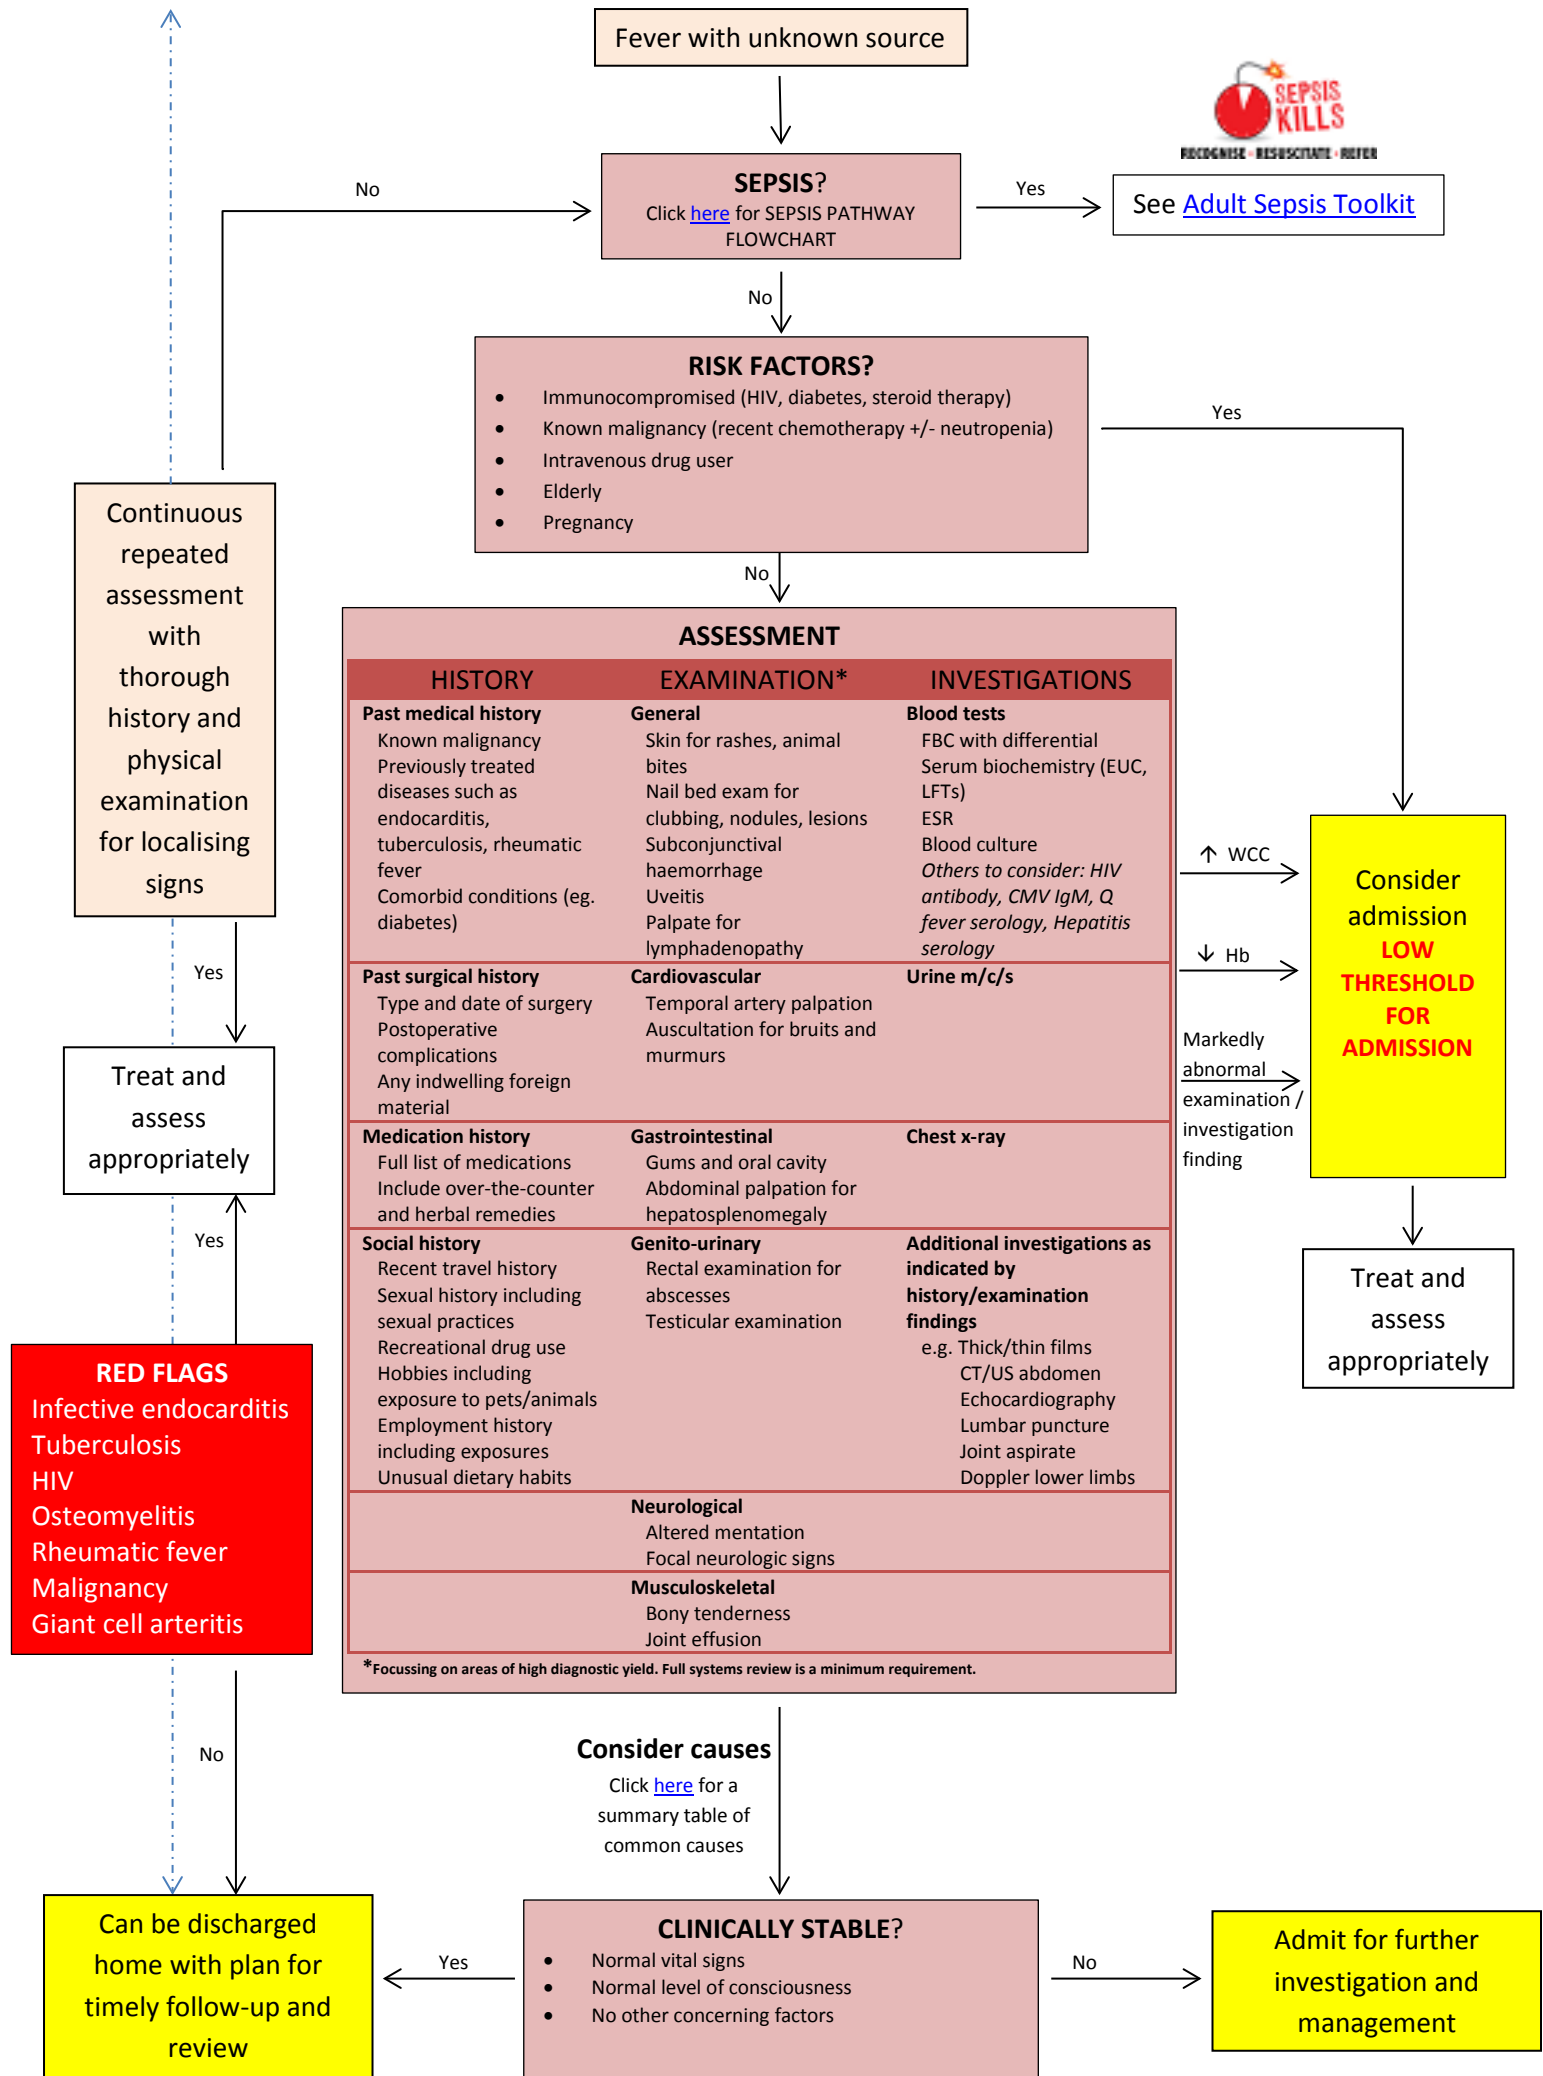 Fever with unknown source
SEPSIS
KILLS
RECOGNISE • RESUSCITATE • REFER
No
SEPSIS?
Click here for SEPSIS PATHWAY
FLOWCHART
Yes
See Adult Sepsis Toolkit
No
RISK FACTORS?
• Immunocompromised (HIV, diabetes, steroid therapy)
• Known malignancy (recent chemotherapy +/- neutropenia)
• Intravenous drug user
• Elderly
• Pregnancy
Yes
No
Continuous
repeated
assessment
with
thorough
history and
physical
examination
for localising
signs
Yes
Treat and
assess
appropriately
Yes
RED FLAGS
Infective endocarditis
Tuberculosis
HIV
Osteomyelitis
Rheumatic fever
Malignancy
Giant cell arteritis
No
ASSESSMENT
HISTORY
EXAMINATION*
INVESTIGATIONS
Past medical history
Known malignancy
Previously treated
diseases such as
endocarditis,
tuberculosis, rheumatic
fever
Comorbid conditions (eg.
diabetes)
General
Skin for rashes, animal
bites
Nail bed exam for
clubbing, nodules, lesions
Subconjunctival
haemorrhage
Uveitis
Palpate for
lymphadenopathy
Blood tests
FBC with differential
Serum biochemistry (EUC,
LFTs)
ESR
Blood culture
Others to consider: HIV
antibody, CMV IgM, Q
fever serology, Hepatitis
serology
Past surgical history
Type and date of surgery
Postoperative
complications
Any indwelling foreign
material
Cardiovascular
Temporal artery palpation
Auscultation for bruits and
murmurs
Urine m/c/s
Medication history
Full list of medications
Include over-the-counter
and herbal remedies
Gastrointestinal
Gums and oral cavity
Abdominal palpation for
hepatosplenomegaly
Chest x-ray
Social history
Recent travel history
Sexual history including
sexual practices
Recreational drug use
Hobbies including
exposure to pets/animals
Employment history
including exposures
Unusual dietary habits
Genito-urinary
Rectal examination for
abscesses
Testicular examination
Additional investigations as
indicated by
history/examination
findings
e.g. Thick/thin films
CT/US abdomen
Echocardiography
Lumbar puncture
Joint aspirate
Doppler lower limbs
Neurological
Altered mentation
Focal neurologic signs
Musculoskeletal
Bony tenderness
Joint effusion
*Focussing on areas of high diagnostic yield. Full systems review is a minimum requirement.
↑ WCC
↓ Hb
Markedly
abnormal
examination /
investigation
finding
Consider
admission
LOW
THRESHOLD
FOR
ADMISSION
Treat and
assess
appropriately
Consider causes
Click here for a
summary table of
common causes
Can be discharged
home with plan for
timely follow-up and
review
Yes
CLINICALLY STABLE?
• Normal vital signs
• Normal level of consciousness
• No other concerning factors
No
Admit for further
investigation and
management